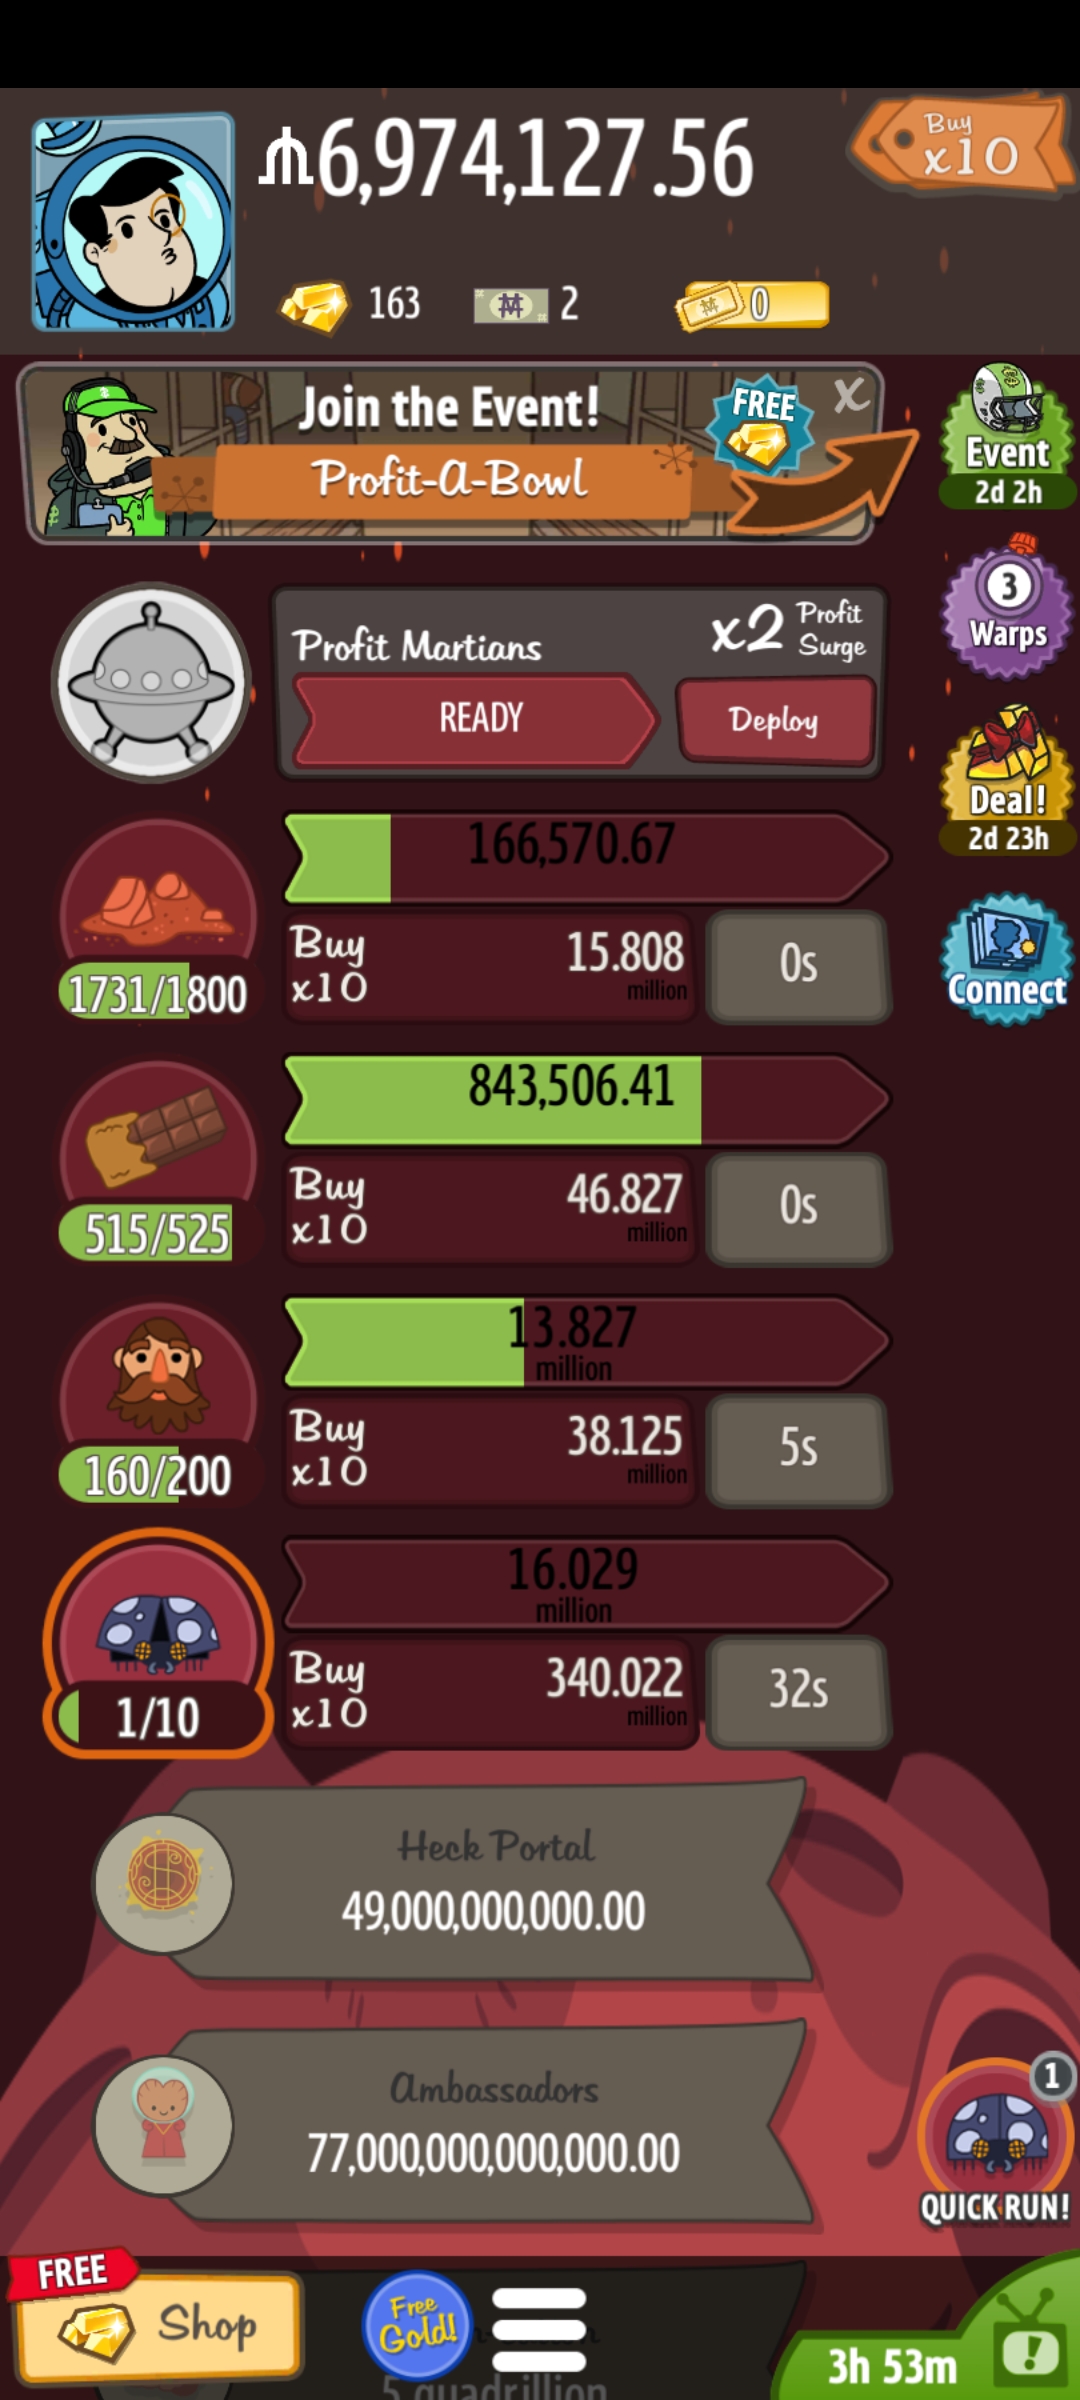 ₼6,974,127.56
Buy
x10
163
2
0
Join the Event!
FREE
X
Profit-A-Bowl
Event
2d 2h
3
Warps
Profit Martians
x2 Profit
Surge
READY
Deploy
Deal!
2d 23h
166,570.67
1731/1800
Buy
x10
15.808
million
0s
Connect
843,506.41
515/525
Buy
x10
46.827
million
0s
13.827
million
160/200
Buy
x10
38.125
million
5s
16.029
million
1/10
Buy
x10
340.022
million
32s
Heck Portal
49,000,000,000.00
Ambassadors
77,000,000,000,000.00
1
QUICK RUN!
FREE
Shop
Free
Gold!
5 quadrillion
3h 53m
!